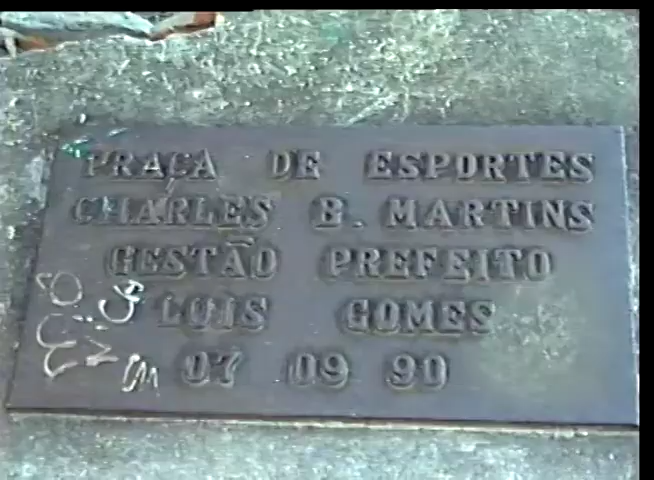 PRAÇA DE ESPORTES
CHARLES B. MARTINS
GESTÃO PREFEITO
LUIS GOMES
07 09 90